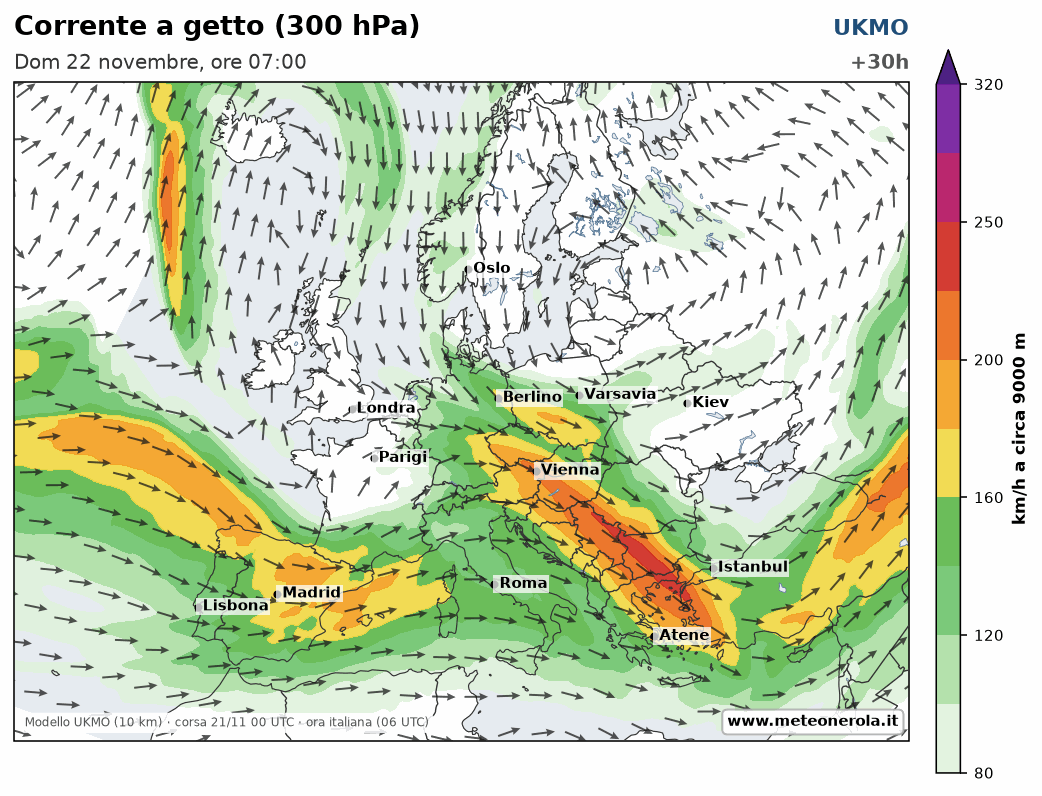 Corrente a getto (300 hPa)
UKMO
Dom 22 novembre, ore 07:00
+30h
320
250
200
160
120
80
km/h a circa 9000 m
Oslo
Berlino
Varsavia
Kiev
Londra
Parigi
Vienna
Istanbul
Roma
Madrid
Lisbona
Atene
Modello UKMO (10 km) · corsa 21/11 00 UTC · ora italiana (06 UTC)
www.meteonerola.it